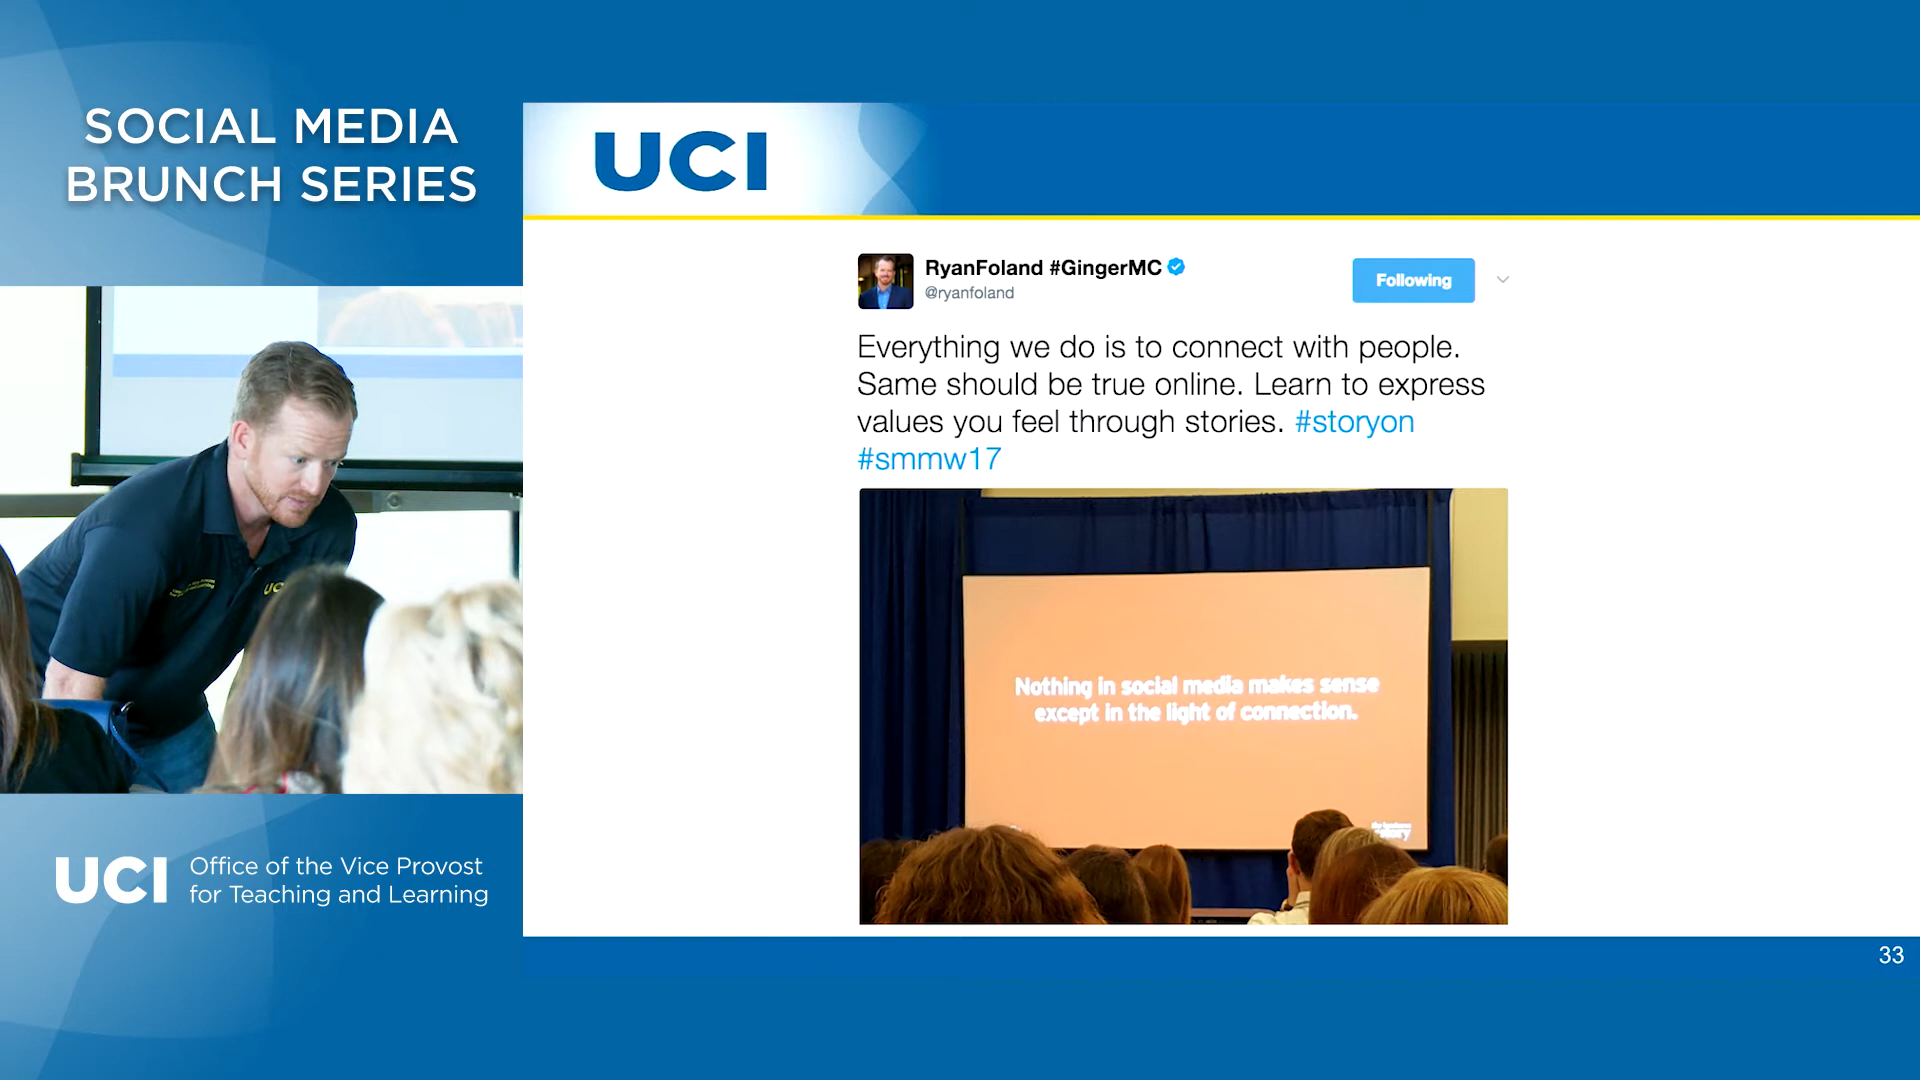 SOCIAL MEDIA
BRUNCH SERIES
UCI
UCI Office of the Vice Provost
for Teaching and Learning
UCI
RyanFoland #GingerMC
@ryanfoland
Following
Everything we do is to connect with people.
Same should be true online. Learn to express
values you feel through stories. #storyon
#smmw17
Nothing in social media makes sense
except in the light of connection.
story
33